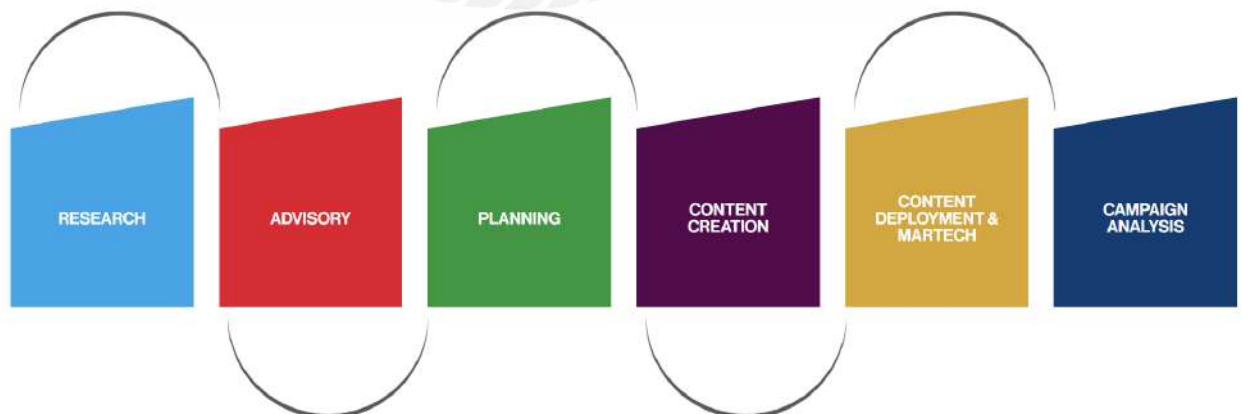 RESEARCH
ADVISORY
PLANNING
CONTENT
CREATION
CONTENT
DEPLOYMENT &
MARTECH
CAMPAIGN
ANALYSIS